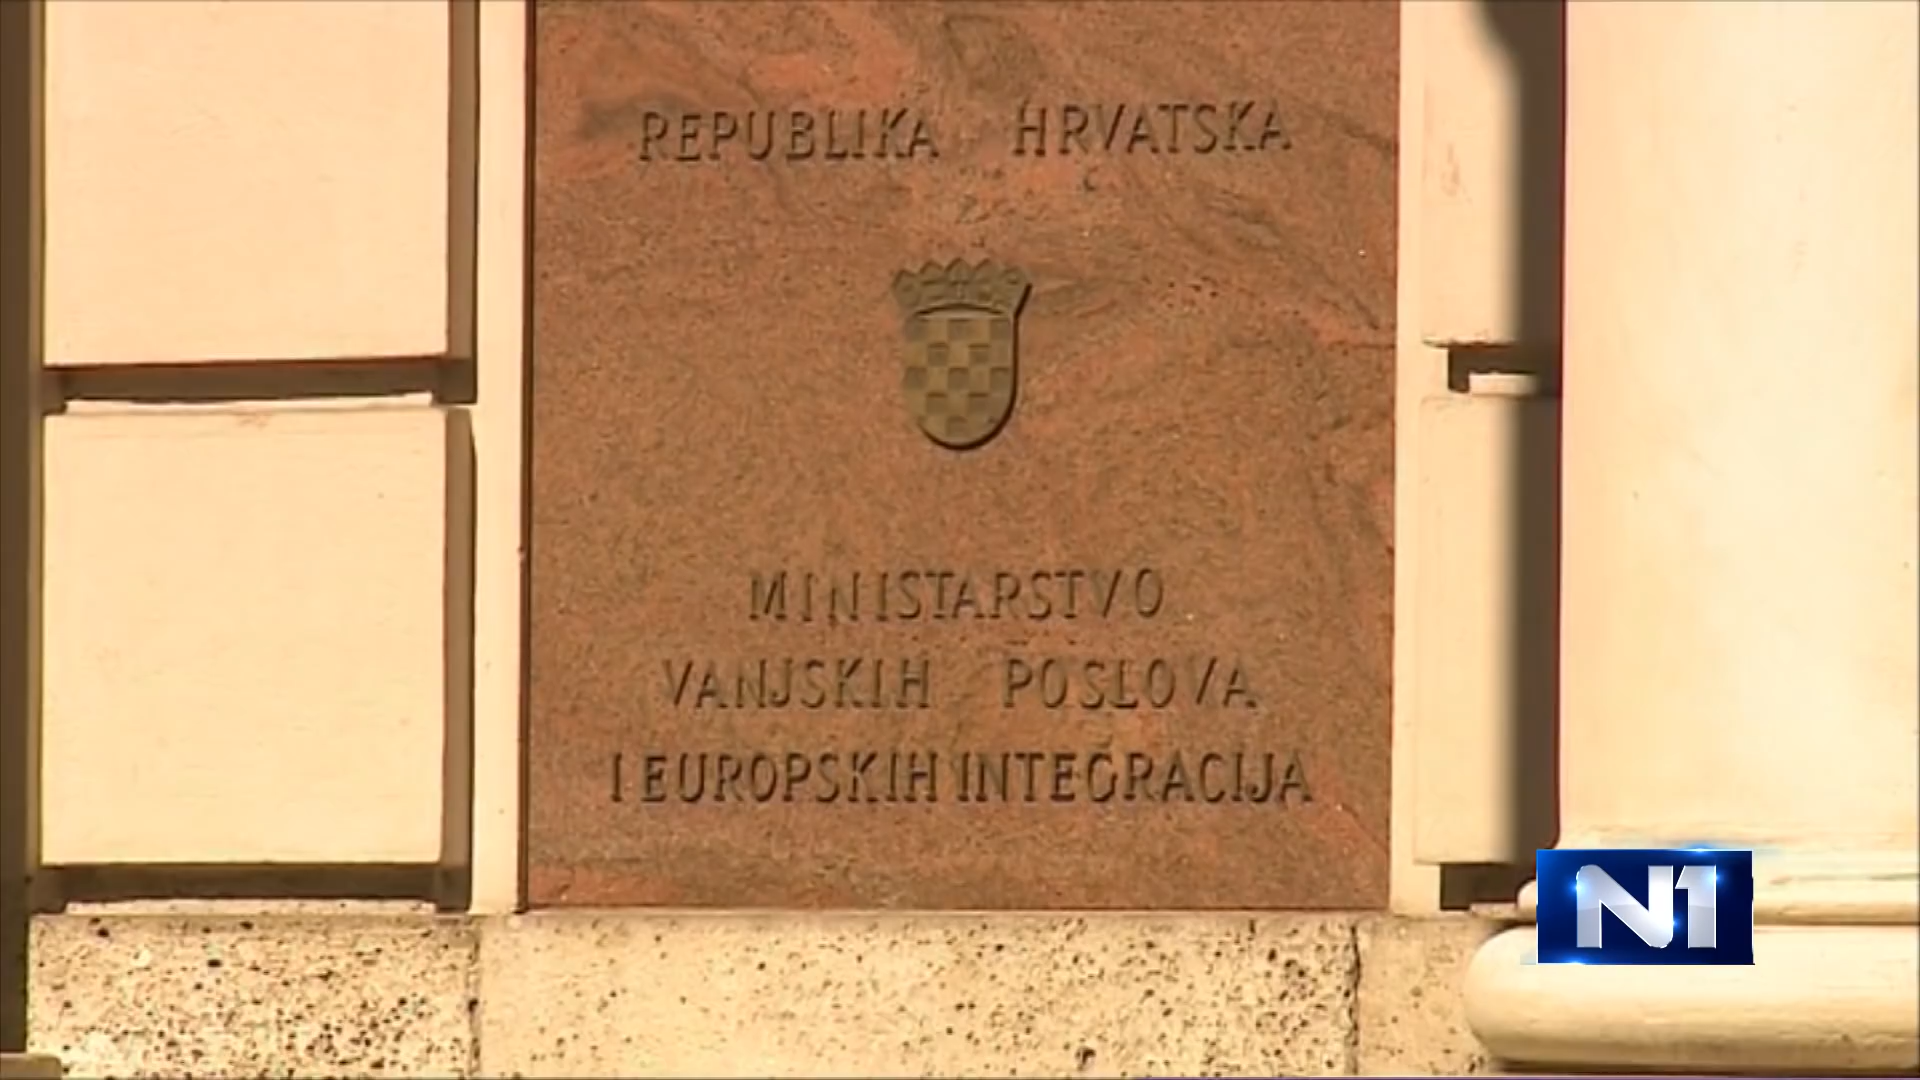 REPUBLIKA HRVATSKA
MINISTARSTVO
VANJSKIH POSLOVA
I EUROPSKIH INTEGRACIJA
N1